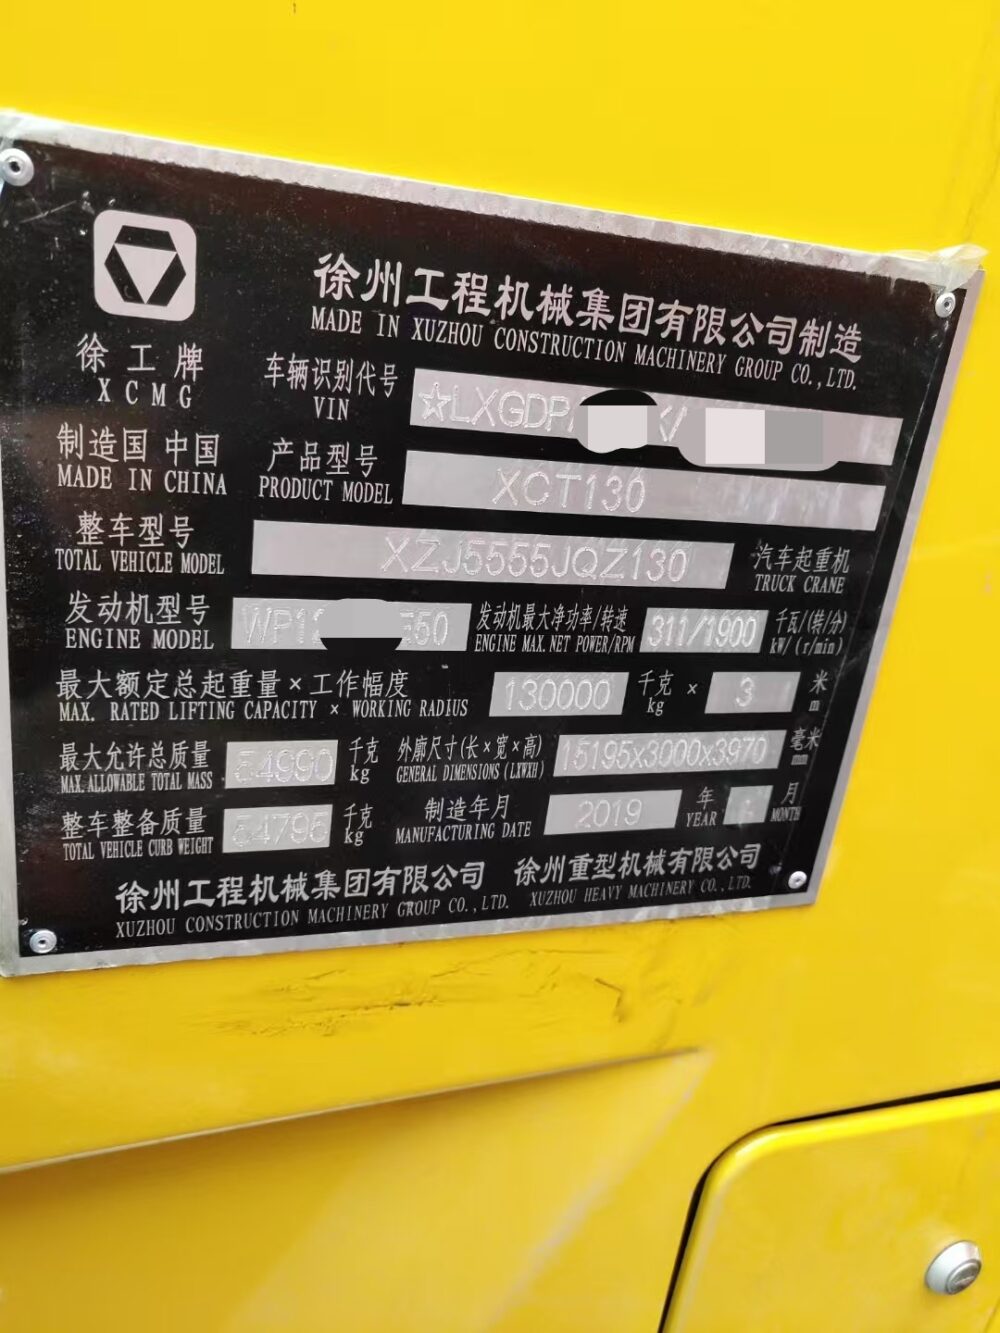 徐州工程机械集团有限公司制造
MADE IN XUZHOU CONSTRUCTION MACHINERY GROUP CO., LTD.
徐工牌
XCMG
制造国 中国
MADE IN CHINA
车辆识别代号
VIN
☆LXGDPA
产品型号
PRODUCT MODEL
XCT130
整车型号
TOTAL VEHICLE MODEL
XZJ5555JQZ130
汽车起重机
TRUCK CRANE
发动机型号
ENGINE MODEL
WP12 E50
发动机最大净功率/转速
ENGINE MAX. NET POWER/RPM
311/1900
千瓦/(转/分)
kW/(r/min)
最大额定总起重量×工作幅度
MAX. RATED LIFTING CAPACITY × WORKING RADIUS
130000
千克
kg
×
3
米
m
最大允许总质量
MAX. ALLOWABLE TOTAL MASS
54990
千克
kg
外廓尺寸(长×宽×高)
GENERAL DIMENSIONS (LXWXH)
15195x3000x3970
毫米
mm
整车整备质量
TOTAL VEHICLE CURB WEIGHT
54795
千克
kg
制造年月
MANUFACTURING DATE
2019
年
YEAR
月
MONTH
徐州工程机械集团有限公司 徐州重型机械有限公司
XUZHOU CONSTRUCTION MACHINERY GROUP CO., LTD. XUZHOU HEAVY MACHINERY CO., LTD.